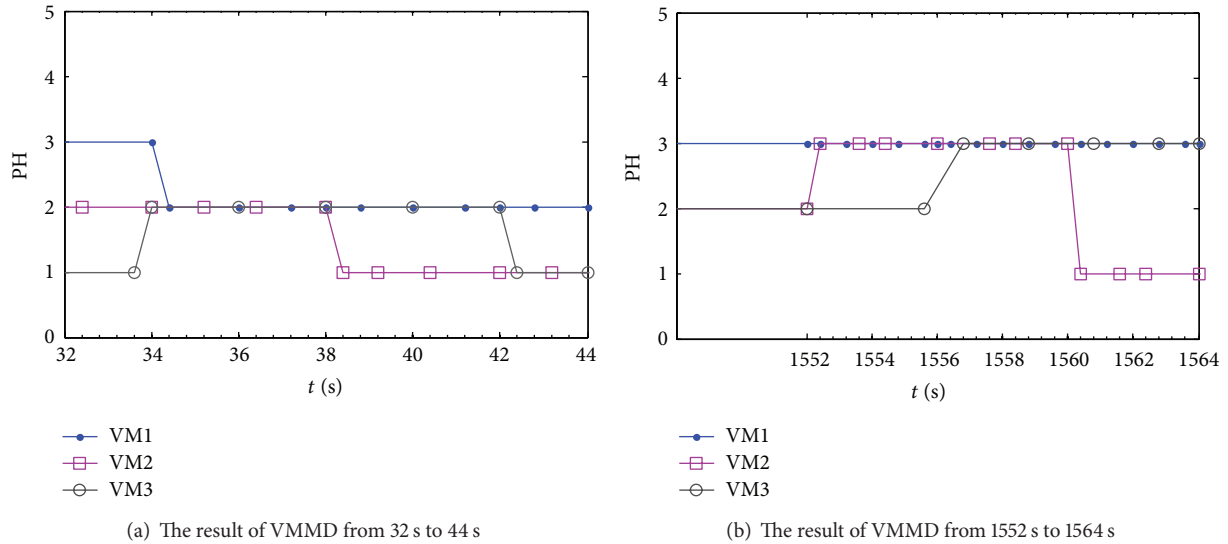 5
4
3
2
1
0
PH
32 34 36 38 40 42 44
t (s)
VM1
VM2
VM3
(a) The result of VMMD from 32 s to 44 s
5
4
3
2
1
0
PH
1552 1554 1556 1558 1560 1562 1564
t (s)
VM1
VM2
VM3
(b) The result of VMMD from 1552 s to 1564 s